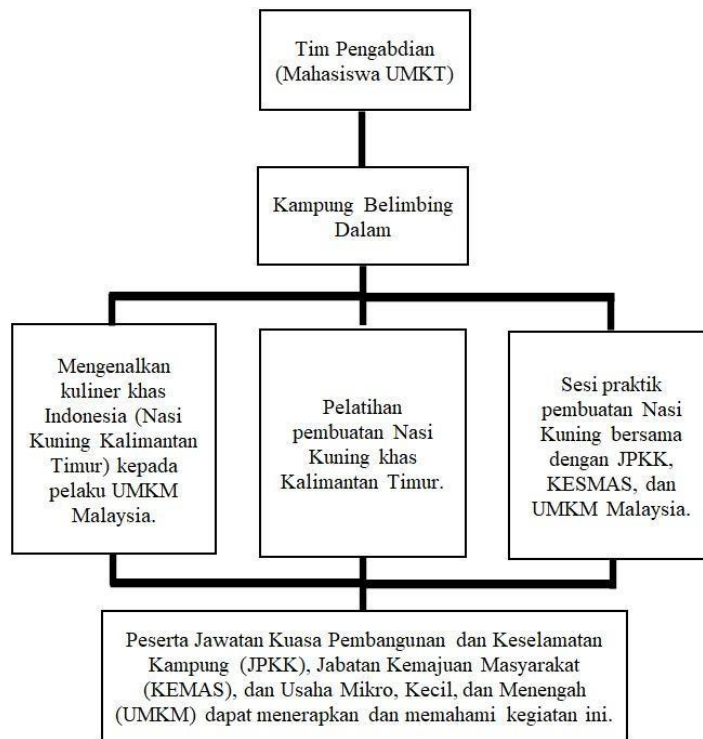 Tim Pengabdian
(Mahasiswa UMKT)
Kampung Belimbing
Dalam
Mengenalkan
kuliner khas
Indonesia (Nasi
Kuning Kalimantan
Timur) kepada
pelaku UMKM
Malaysia.
Pelatihan
pembuatan Nasi
Kuning khas
Kalimantan Timur.
Sesi praktik
pembuatan Nasi
Kuning bersama
dengan JPKK,
KESMAS, dan
UMKM Malaysia.
Peserta Jawatan Kuasa Pembangunan dan Keselamatan
Kampung (JPKK), Jabatan Kemajuan Masyarakat
(KEMAS), dan Usaha Mikro, Kecil, dan Menengah
(UMKM) dapat menerapkan dan memahami kegiatan ini.